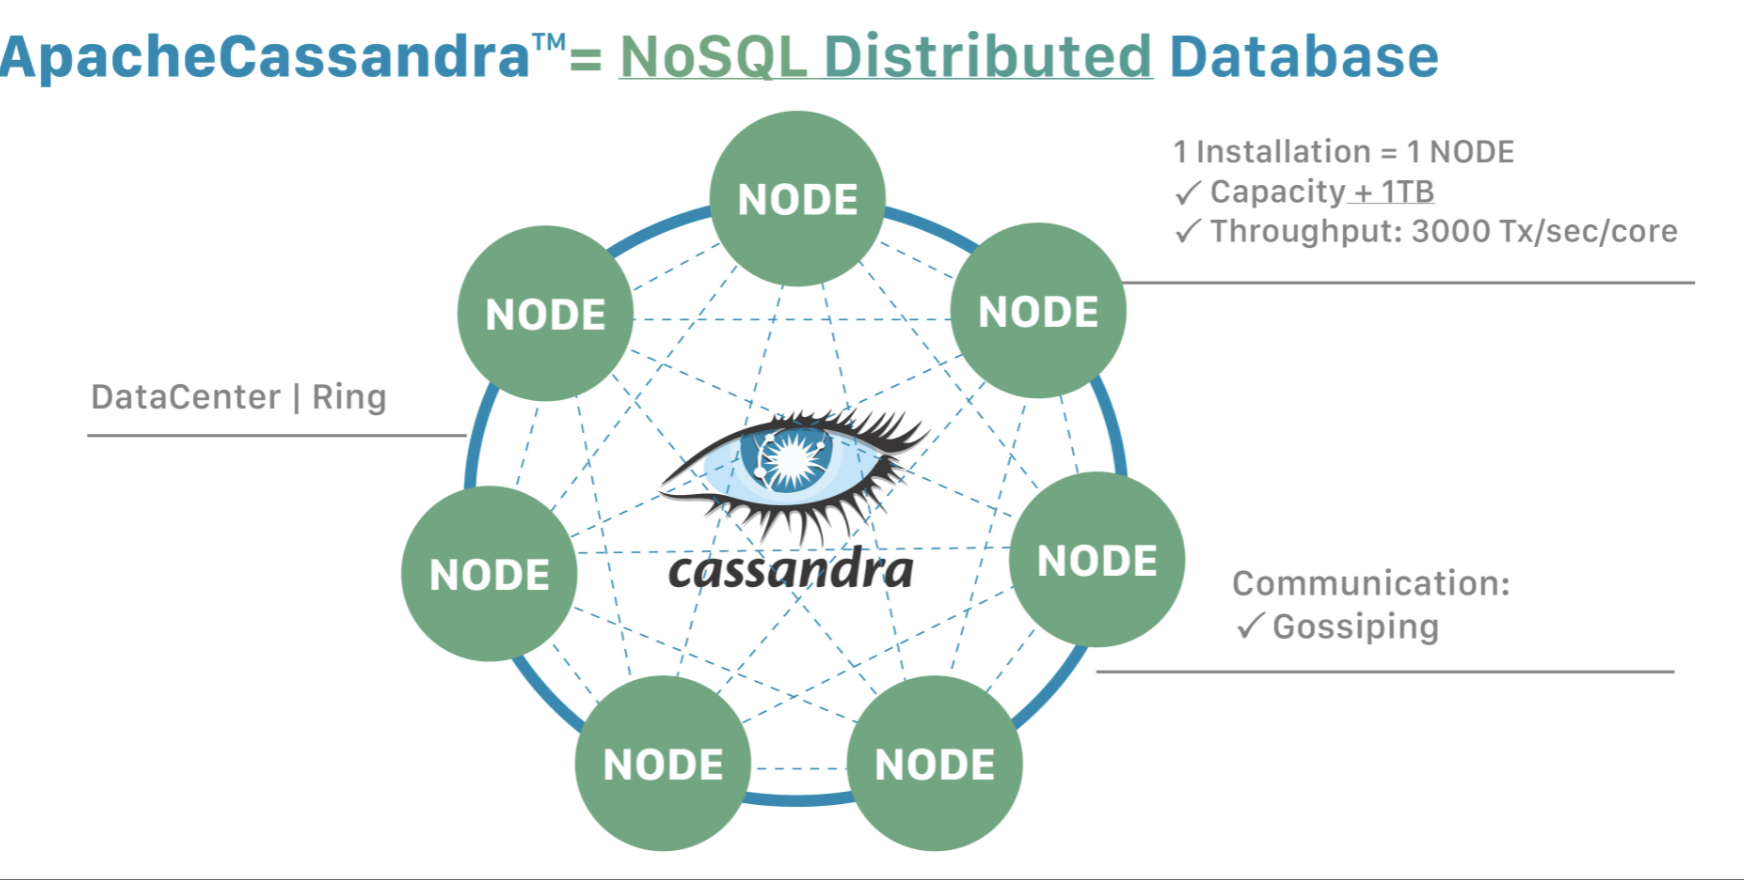 ApacheCassandra™= NoSQL Distributed Database
NODE
1 Installation = 1 NODE
✓ Capacity + 1TB
✓ Throughput: 3000 Tx/sec/core
NODE
NODE
DataCenter | Ring
cassandra
NODE
NODE
Communication:
✓ Gossiping
NODE
NODE